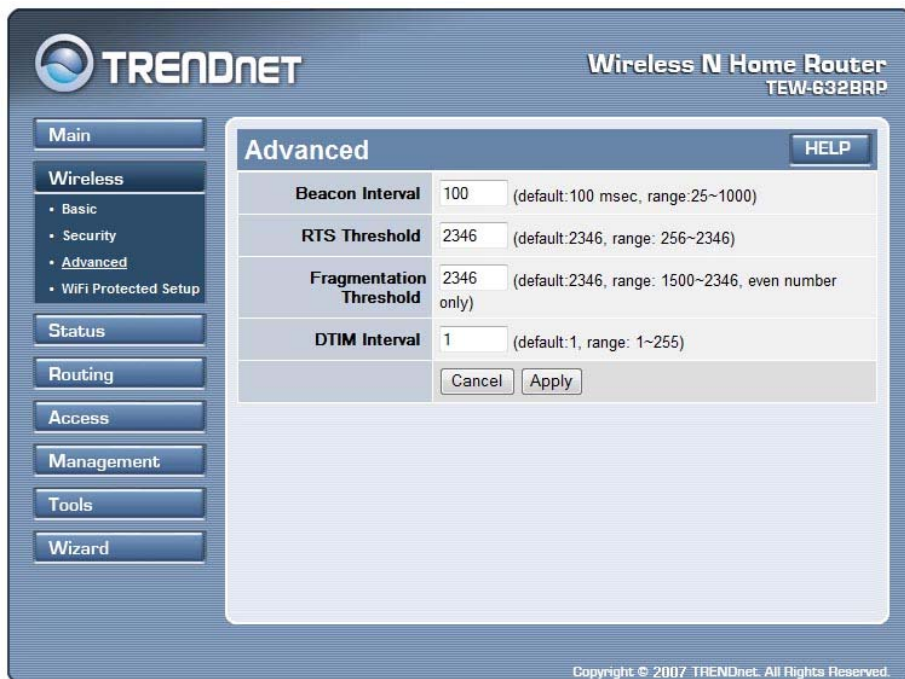 TRENDnet
Wireless N Home Router
TEW-632BRP
Main
Wireless
• Basic
• Security
• Advanced
• WiFi Protected Setup
Status
Routing
Access
Management
Tools
Wizard
Advanced
HELP
Beacon Interval 100 (default:100 msec, range:25~1000)
RTS Threshold 2346 (default:2346, range: 256~2346)
Fragmentation Threshold 2346 (default:2346, range: 1500~2346, even number
only)
DTIM Interval 1 (default:1, range: 1~255)
Cancel Apply
Copyright © 2007 TRENDnet. All Rights Reserved.